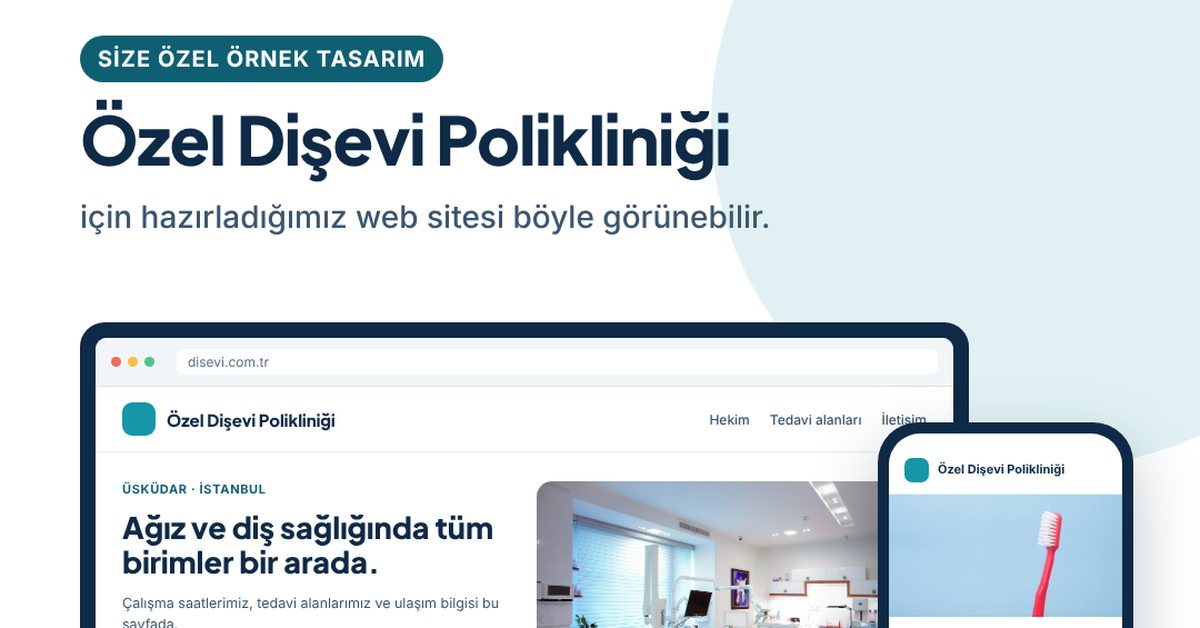 SİZE ÖZEL ÖRNEK TASARIM
Özel Dişevi Polikliniği
için hazırladığımız web sitesi böyle görünebilir.
disevi.com.tr
Özel Dişevi Polikliniği
Hekim Tedavi alanları İletişim
Özel Dişevi Polikliniği
ÜSKÜDAR · İSTANBUL
Ağız ve diş sağlığında tüm
birimler bir arada.
Çalışma saatlerimiz, tedavi alanlarımız ve ulaşım bilgisi bu
sayfada.